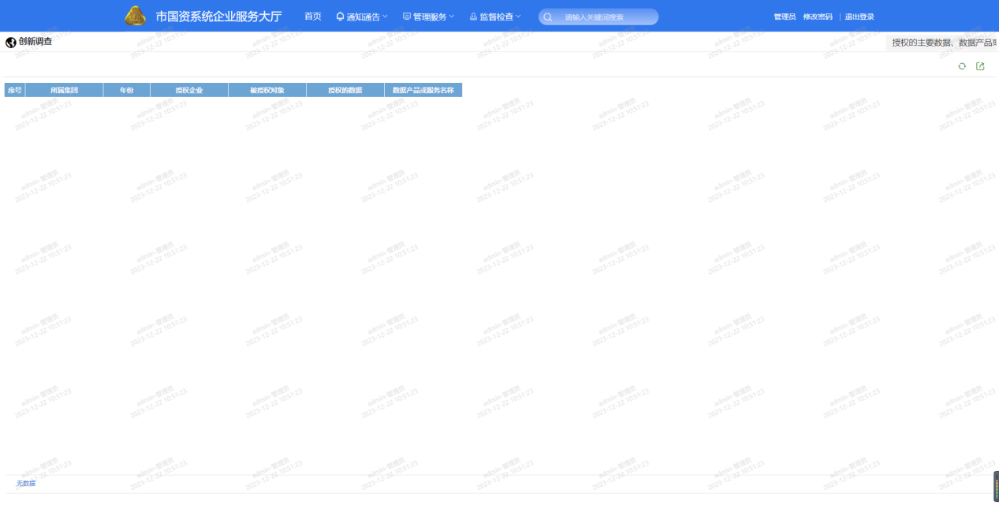 市国资系统企业服务大厅 首页 通知通告 管理服务 监督检查 请输入关键词搜索 管理员 修改密码 退出登录
创新调查 授权的主要数据、数据产品或
序号 所属集团 年份 授权企业 被授权对象 授权的数据 数据产品或服务名称
admin-管理员
2023-12-22 10:51:23
无数据